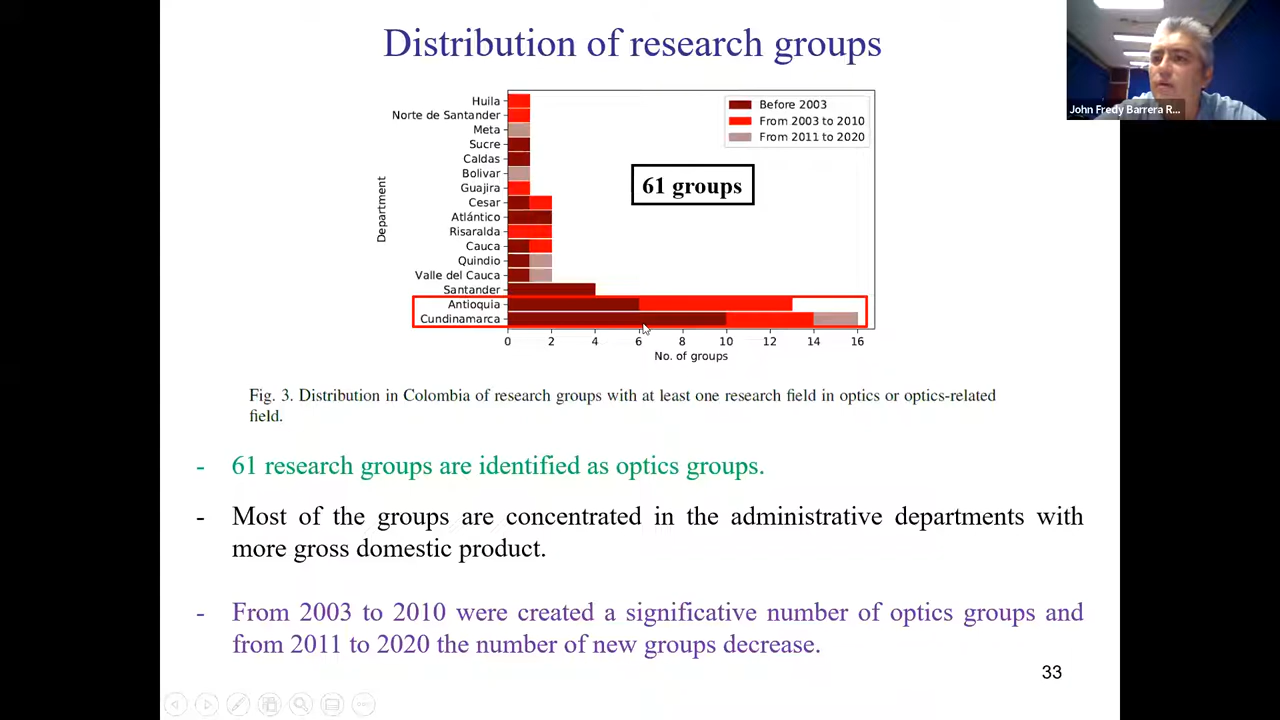 Distribution of research groups
John Fredy Barrera R...
Huila
Norte de Santander
Meta
Sucre
Caldas
Bolivar
Guajira
Cesar
Atlántico
Risaralda
Cauca
Quindio
Valle del Cauca
Santander
Antioquia
Cundinamarca
Department
Before 2003
From 2003 to 2010
From 2011 to 2020
61 groups
0 2 4 6 8 10 12 14 16
No. of groups
Fig. 3. Distribution in Colombia of research groups with at least one research field in optics or optics-related
field.
- 61 research groups are identified as optics groups.
- Most of the groups are concentrated in the administrative departments with
more gross domestic product.
- From 2003 to 2010 were created a significative number of optics groups and
from 2011 to 2020 the number of new groups decrease.
33